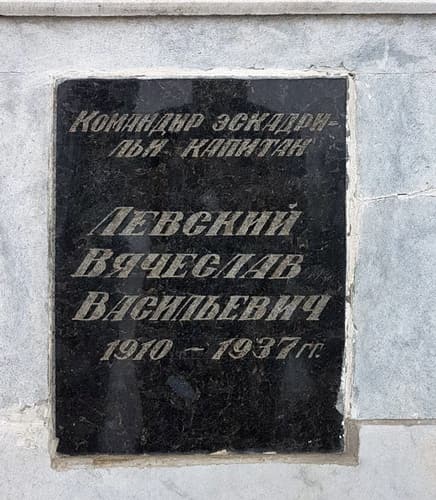 Командир эскадри-
льи капитан
Левский
Вячеслав
Васильевич
1910 - 1937 гг.